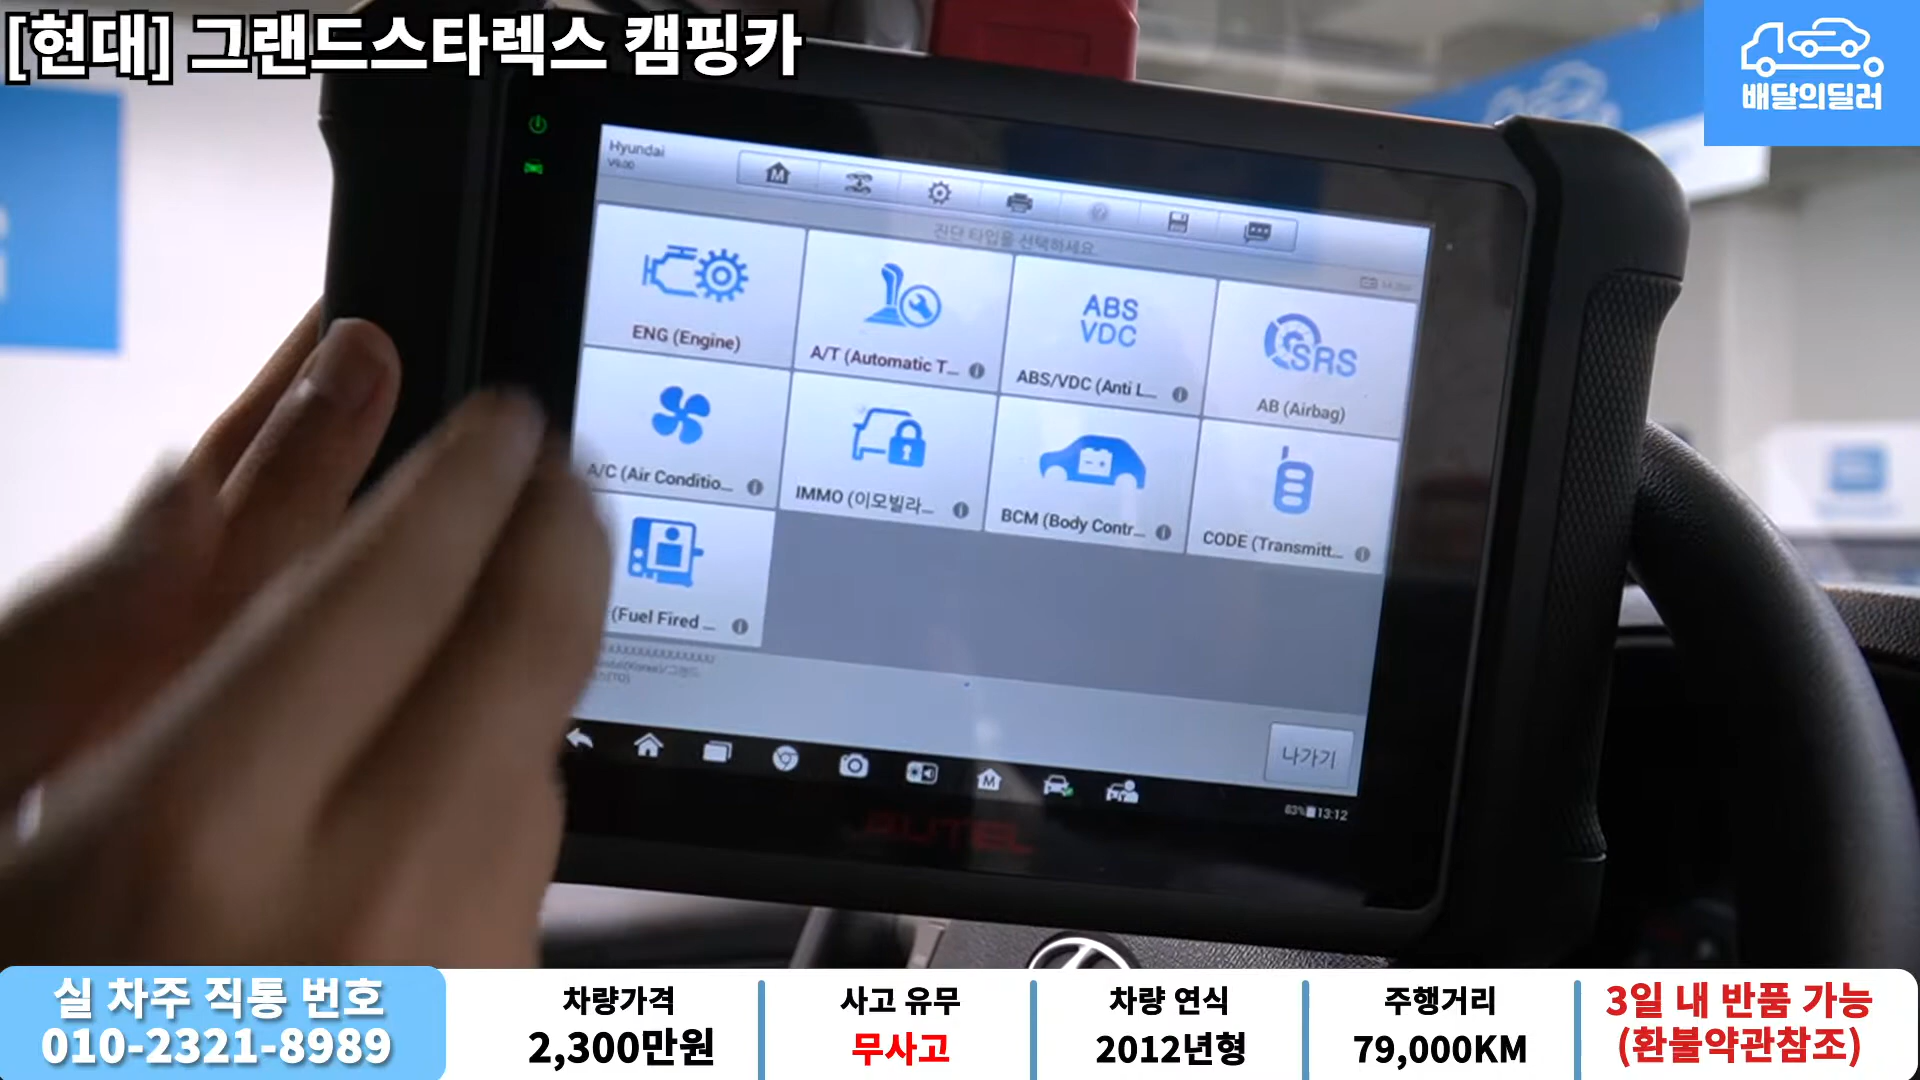 [현대] 그랜드스타렉스 캠핑카
배달의딜러
Hyundai
진단 타입을 선택하세요
ENG (Engine)
A/T (Automatic T...
ABS
VDC
ABS/VDC (Anti L...
SRS
AB (Airbag)
A/C (Air Conditio...
IMMO (이모빌라...
BCM (Body Contr...
CODE (Transmitt...
(Fuel Fired ...
나가기
83% 13:12
AUTEL
실 차주 직통 번호
010-2321-8989
차량가격
2,300만원
사고 유무
무사고
차량 연식
2012년형
주행거리
79,000KM
3일 내 반품 가능
(환불약관참조)